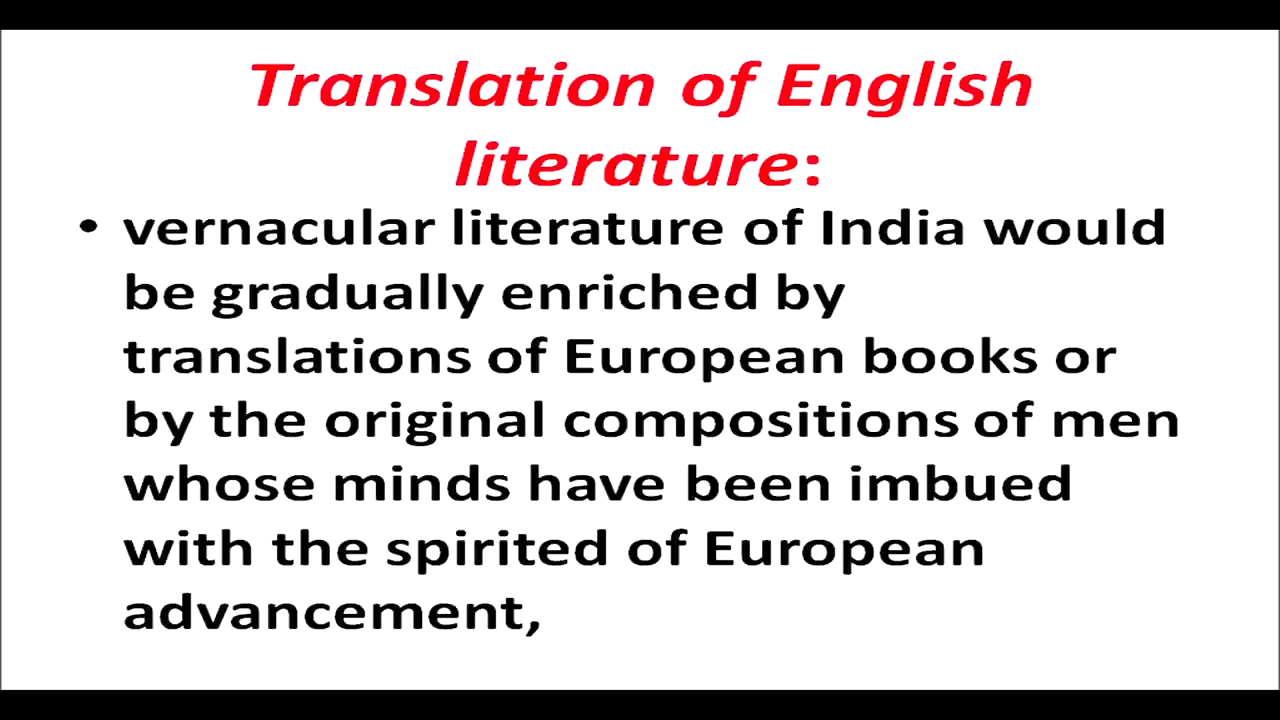 Translation of English
literature:
• vernacular literature of India would
be gradually enriched by
translations of European books or
by the original compositions of men
whose minds have been imbued
with the spirited of European
advancement,